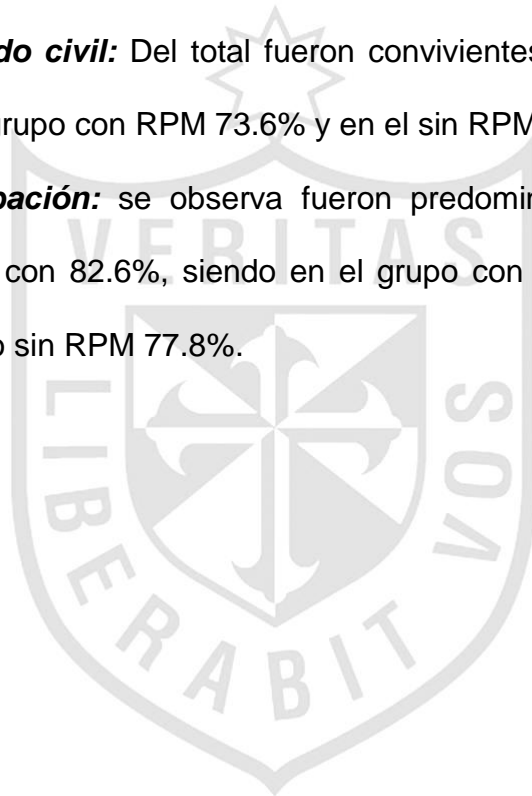 do civil: Del total fueron convivientes
grupo con RPM 73.6% y en el sin RPM
pación: se observa fueron predomin
con 82.6%, siendo en el grupo con
o sin RPM 77.8%.
VERITAS
LIBERABIT
VOS